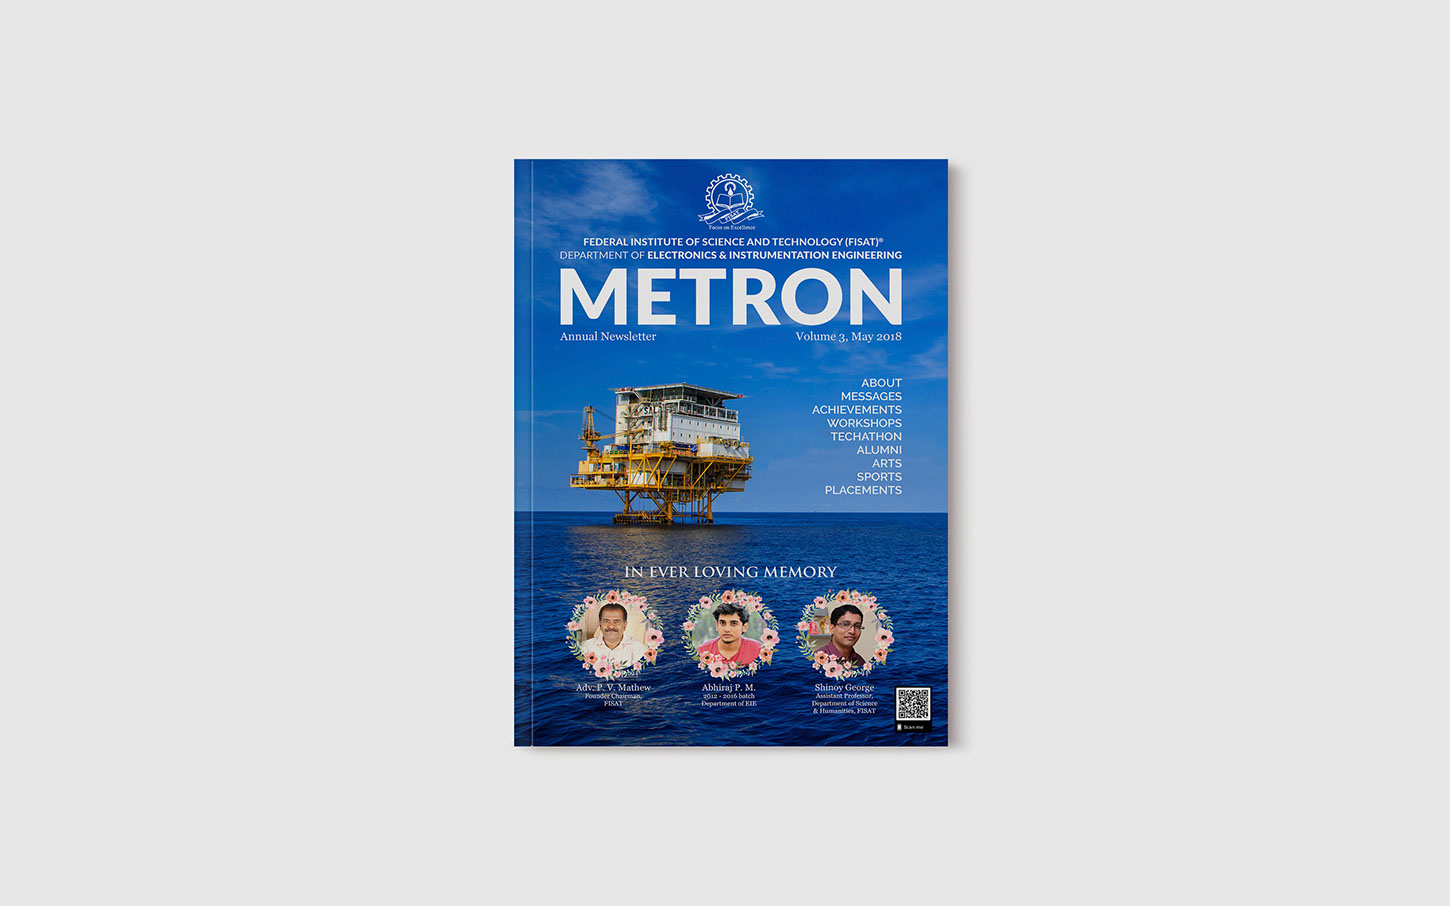 FISAT
Focus on Excellence
FEDERAL INSTITUTE OF SCIENCE AND TECHNOLOGY (FISAT)®
DEPARTMENT OF ELECTRONICS & INSTRUMENTATION ENGINEERING
METRON
Annual Newsletter
Volume 3, May 2018
ABOUT
MESSAGES
ACHIEVEMENTS
WORKSHOPS
TECHATHON
ALUMNI
ARTS
SPORTS
PLACEMENTS
IN EVER LOVING MEMORY
Adv. P. V. Mathew
Founder Chairman,
FISAT
Abhiraj P. M.
2012 - 2016 batch
Department of EIE
Shinoy George
Assistant Professor,
Department of Science
& Humanities, FISAT
Scan me